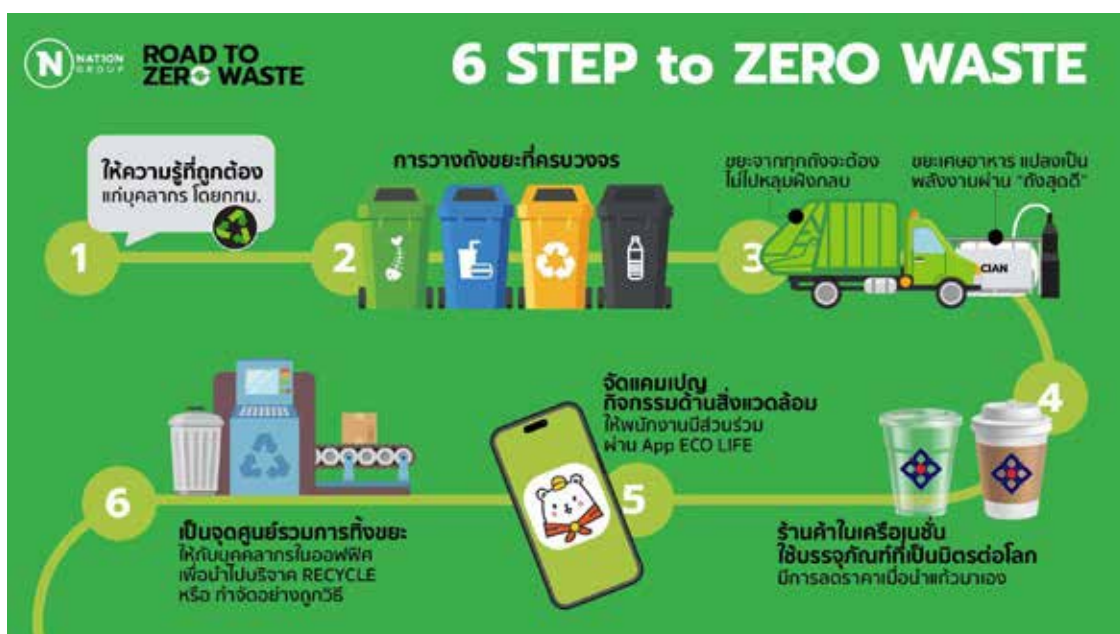 N NATION GROUP
ROAD TO
ZERO WASTE
6 STEP to ZERO WASTE
1
ให้ความรู้ที่ถูกต้อง
แก่บุคลากร โดยกทม.
2
การวางถังขยะที่ครบวงจร
3
ขยะจากทุกถังจะต้อง
ไม่ไปหลุมฝังกลบ
ขยะเศษอาหาร แปลงเป็น
พลังงานผ่าน "ถังสุดดี"
CIAN
4
ร้านค้าในเครือเนชั่น
ใช้บรรจุภัณฑ์ที่เป็นมิตรต่อโลก
มีการลดราคาเมื่อนำแก้วมาเอง
5
จัดแคมเปญ
กิจกรรมด้านสิ่งแวดล้อม
ให้พนักงานมีส่วนร่วม
ผ่าน App ECO LIFE
6
เป็นจุดศูนย์รวมการทิ้งขยะ
ให้กับบุคคลากรในออฟฟิศ
เพื่อนำไปบริจาค RECYCLE
หรือ กำจัดอย่างถูกวิธี